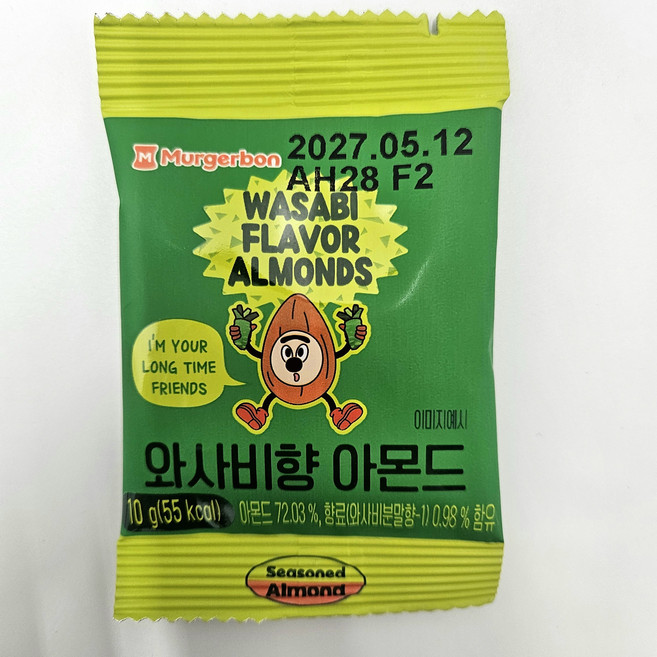 Murgerbon
2027.05.12
AH28 F2
WASABI
FLAVOR
ALMONDS
I'M YOUR
LONG TIME
FRIENDS
이미지예시
와사비향 아몬드
10 g(55 kcal) 아몬드 72.03 %, 향료(와사비분말향-1) 0.98 % 함유
Seasoned
Almond